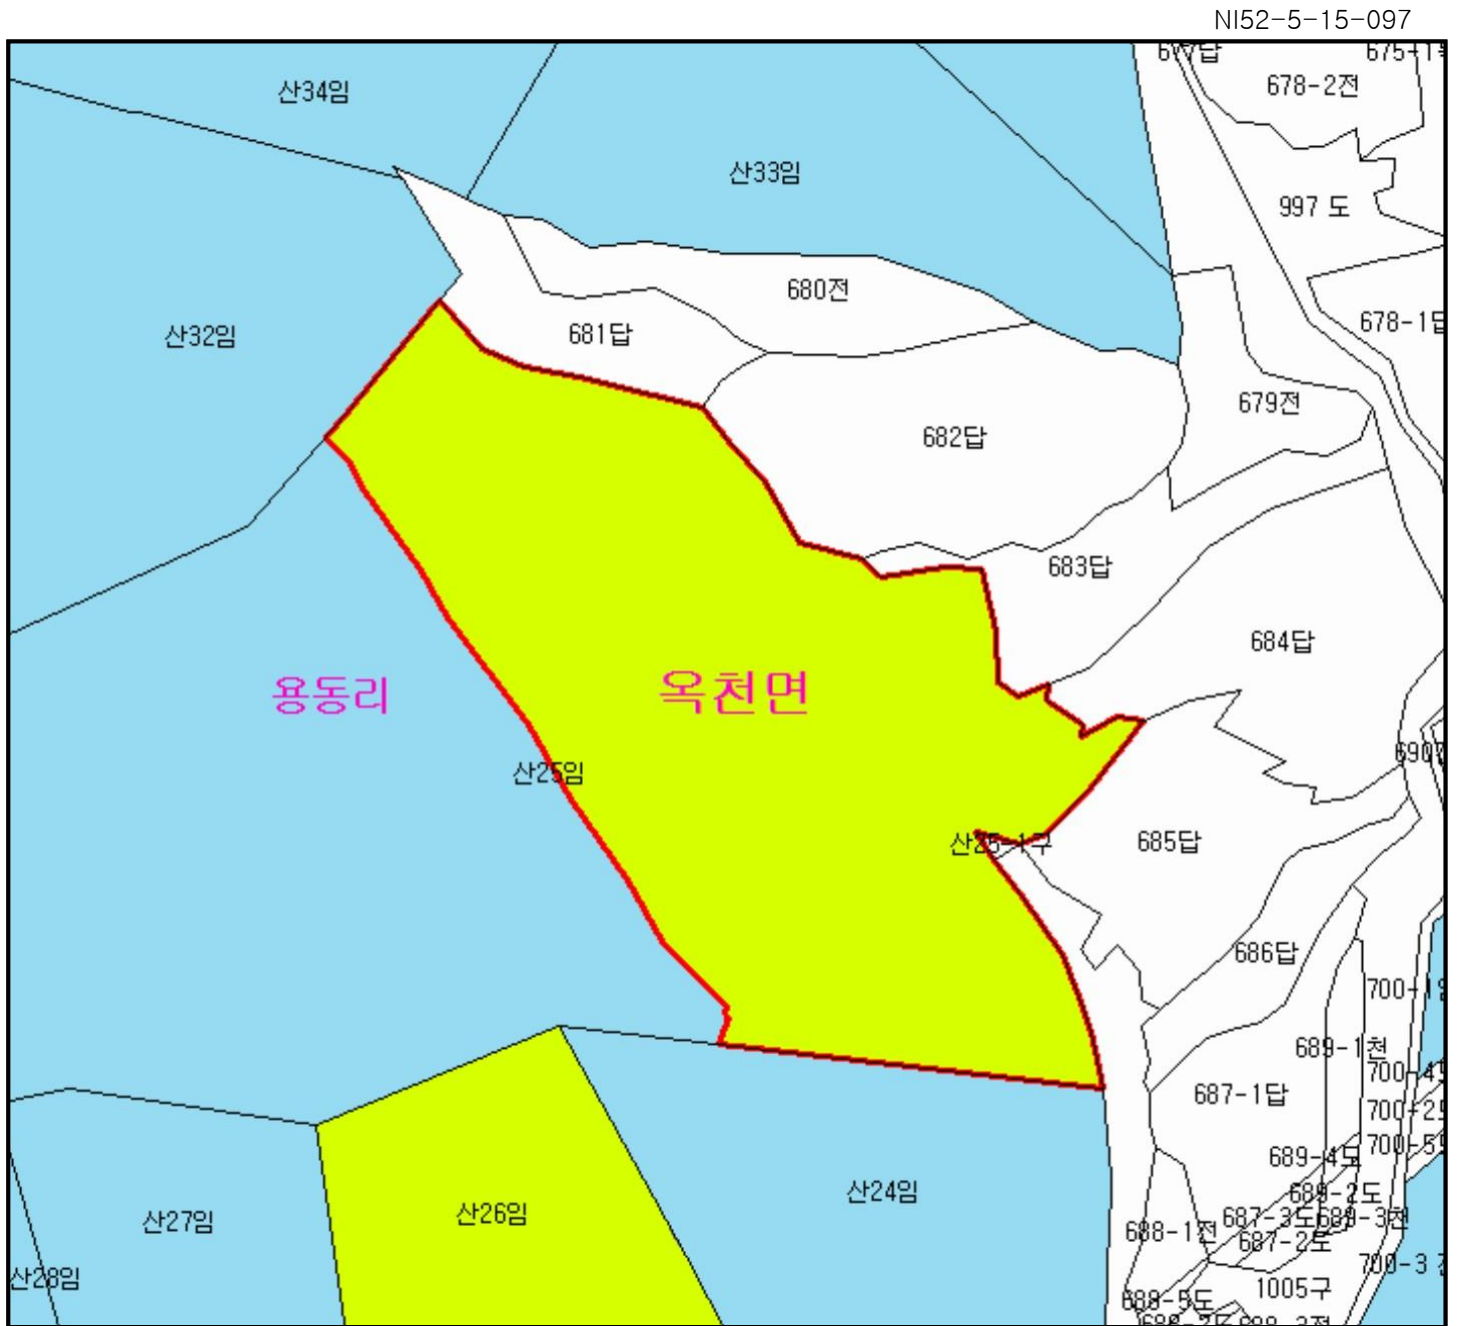 NI52-5-15-097
677답
678-2전
산34임
산33임
997 도
680전
678-1답
681답
산32임
679전
682답
683답
684답
용동리
옥천면
산25임
산25-1구
685답
686답
689-1천
687-1답
689-4도
689-2도
산24임
산26임
산27임
687-3도
689-3천
688-1전
687-2도
산28임
1005구
688-5도